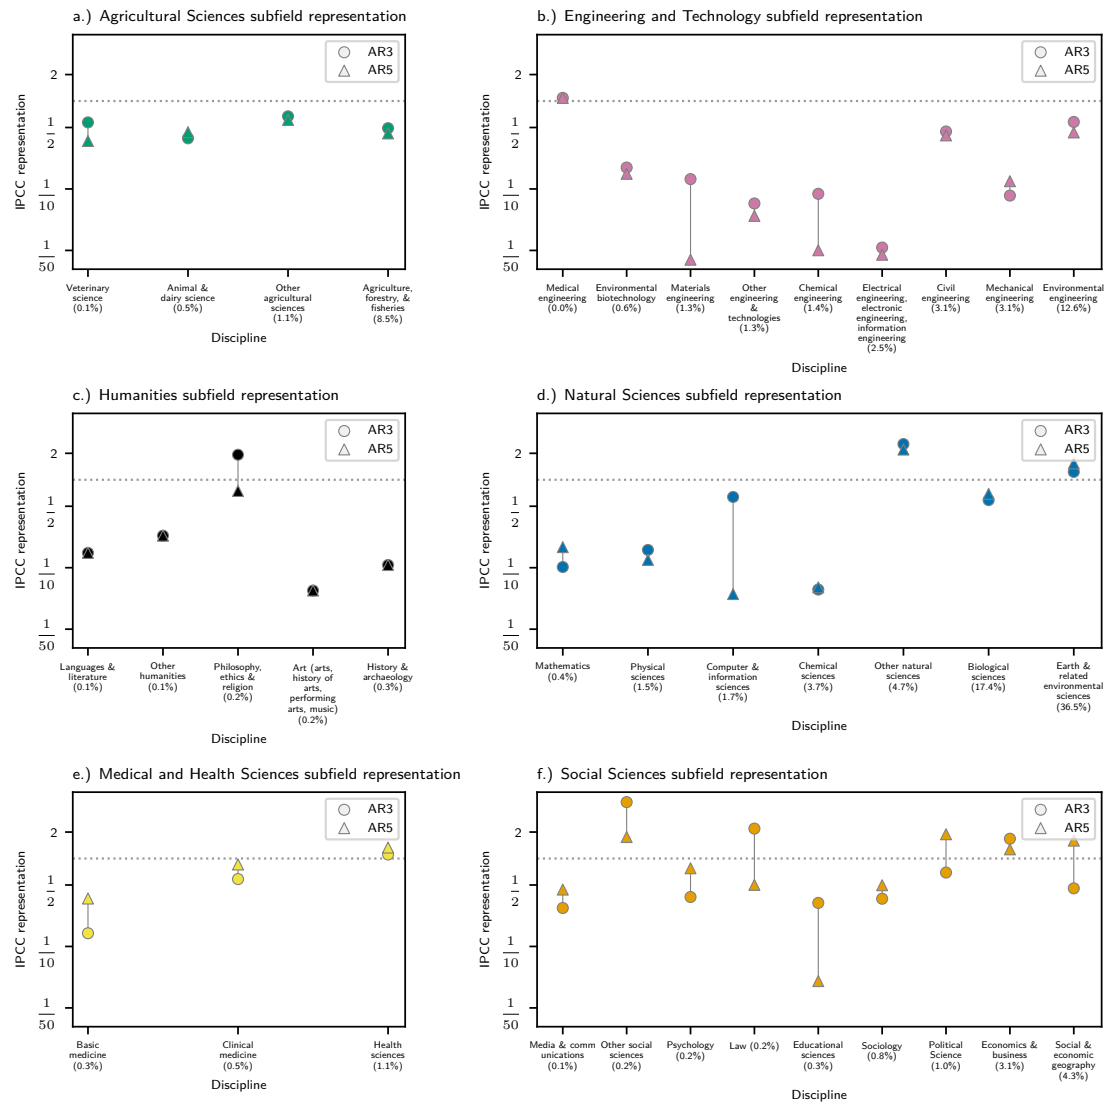 a.) Agricultural Sciences subfield representation
AR3
AR5
2
1
2
1
10
1
50
IPCC representation
Veterinary
science
(0.1%)
Animal &
dairy science
(0.5%)
Other
agricultural
sciences
(1.1%)
Agriculture,
forestry, &
fisheries
(8.5%)
Discipline
b.) Engineering and Technology subfield representation
AR3
AR5
2
1
2
1
10
1
50
IPCC representation
Medical
engineering
(0.0%)
Environmental
biotechnology
(0.6%)
Materials
engineering
(1.3%)
Other
engineering
&
technologies
(1.3%)
Chemical
engineering
(1.4%)
Electrical
engineering,
electronic
engineering,
information
engineering
(2.5%)
Civil
engineering
(3.1%)
Mechanical
engineering
(3.1%)
Environmental
engineering
(12.6%)
Discipline
c.) Humanities subfield representation
AR3
AR5
2
1
2
1
10
1
50
IPCC representation
Languages &
literature
(0.1%)
Other
humanities
(0.1%)
Philosophy,
ethics &
religion
(0.2%)
Art (arts,
history of
arts,
performing
arts, music)
(0.2%)
History &
archaeology
(0.3%)
Discipline
d.) Natural Sciences subfield representation
AR3
AR5
2
1
2
1
10
1
50
IPCC representation
Mathematics
(0.4%)
Physical
sciences
(1.5%)
Computer &
information
sciences
(1.7%)
Chemical
sciences
(3.7%)
Other natural
sciences
(4.7%)
Biological
sciences
(17.4%)
Earth &
related
environmental
sciences
(36.5%)
Discipline
e.) Medical and Health Sciences subfield representation
AR3
AR5
2
1
2
1
10
1
50
IPCC representation
Basic
medicine
(0.3%)
Clinical
medicine
(0.5%)
Health
sciences
(1.1%)
Discipline
f.) Social Sciences subfield representation
AR3
AR5
2
1
2
1
10
1
50
IPCC representation
Media & comm
unications
(0.1%)
Other social
sciences
(0.2%)
Psychology
(0.2%)
Law (0.2%)
Educational
sciences
(0.3%)
Sociology
(0.8%)
Political
Science
(1.0%)
Economics &
business
(3.1%)
Social &
economic
geography
(4.3%)
Discipline